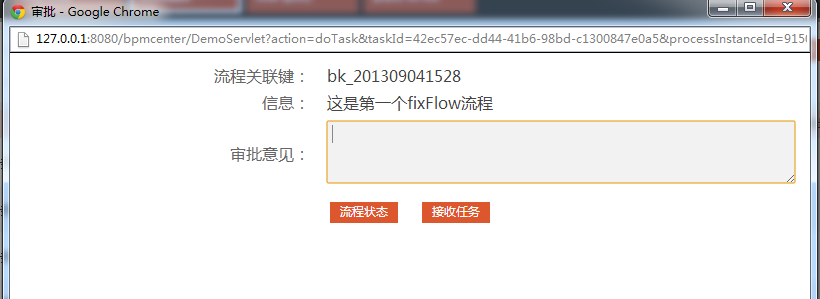 审批 - Google Chrome
127.0.0.1:8080/bpmcenter/DemoServlet?action=doTask&taskId=42ec57ec-dd44-41b6-98bd-c1300847e0a5&processInstanceId=915
流程关联键： bk_201309041528
信息： 这是第一个fixFlow流程
审批意见：
流程状态 接收任务